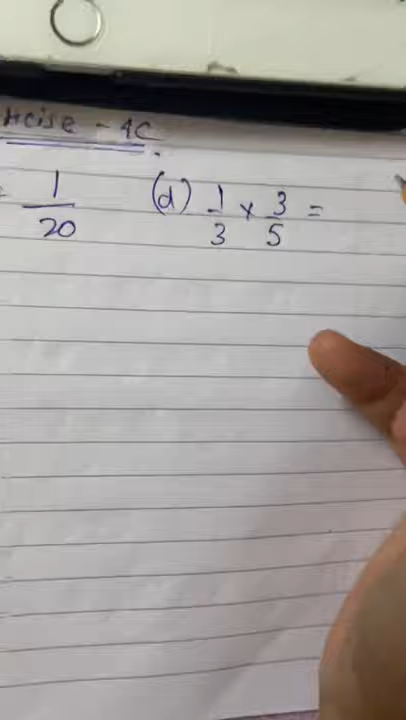 rcise - 4C
= 1/20 (d) 1/3 × 3/5 =